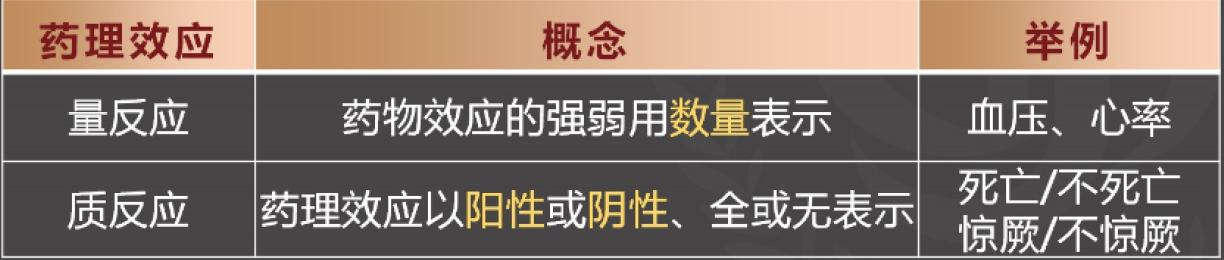 药理效应 概念 举例
量反应 药物效应的强弱用数量表示 血压、心率
质反应 药理效应以阳性或阴性、全或无表示 死亡/不死亡
惊厥/不惊厥